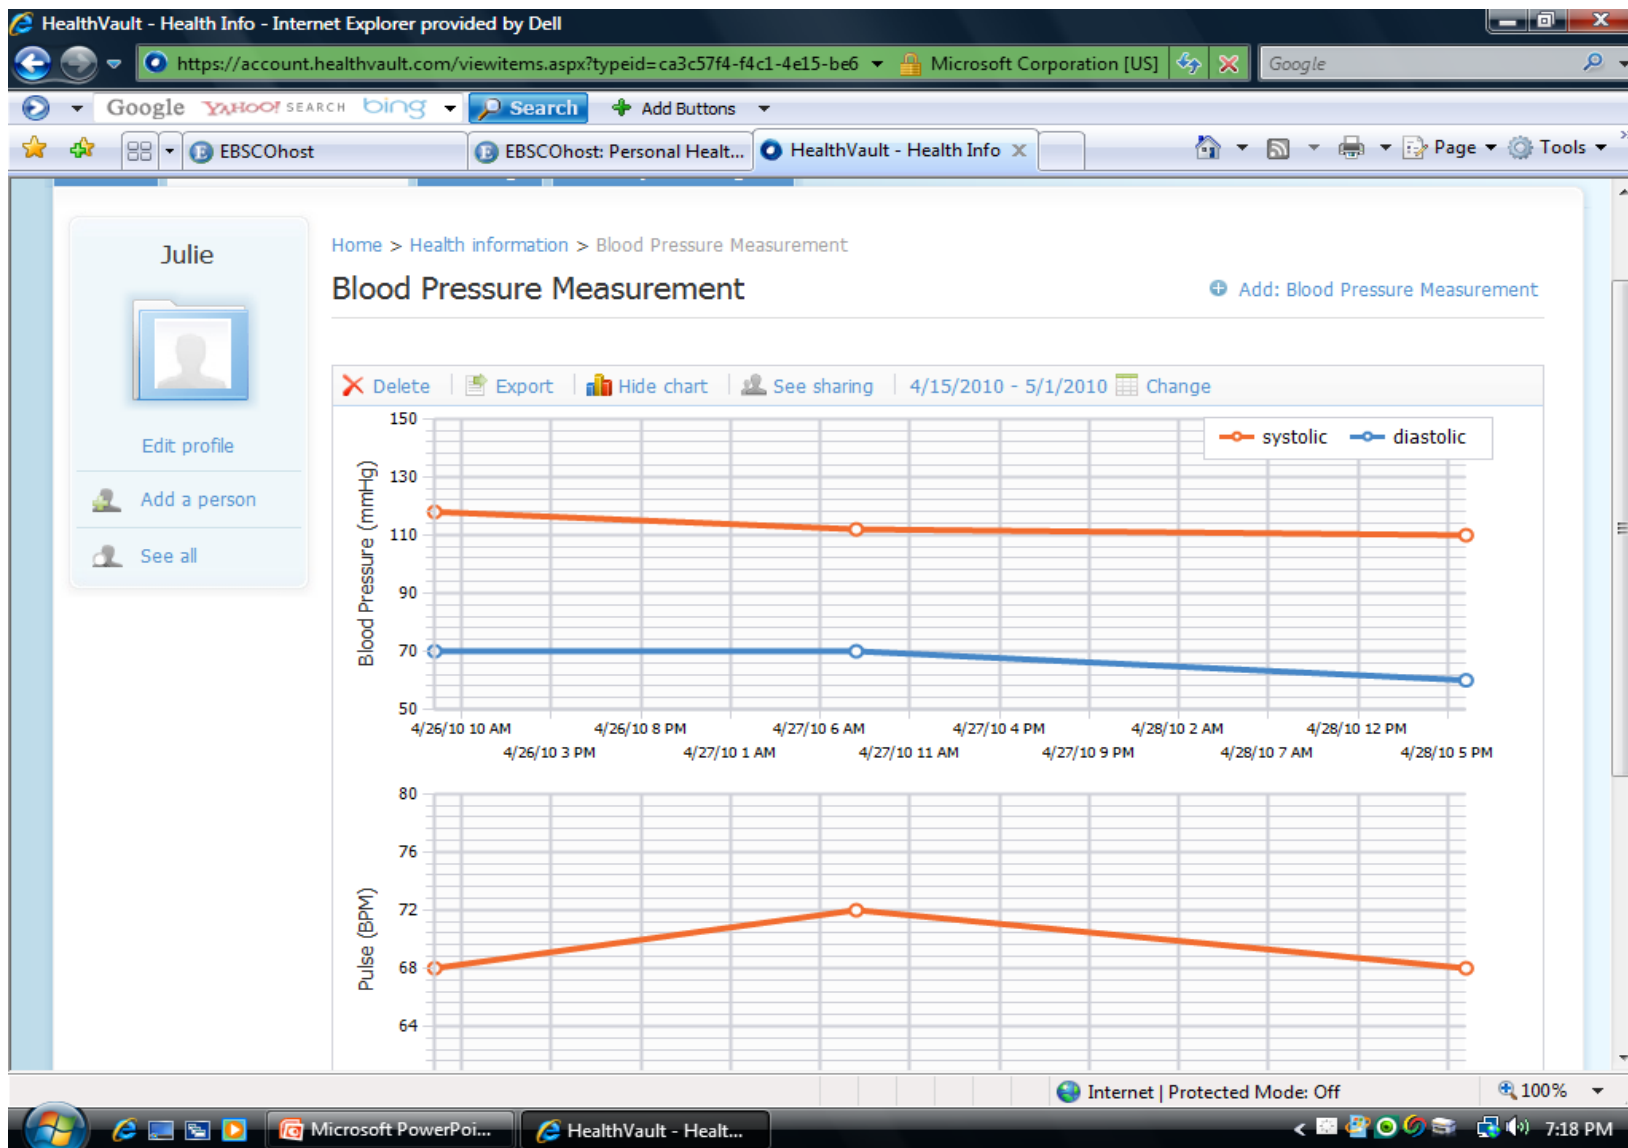 HealthVault - Health Info - Internet Explorer provided by Dell
https://account.healthvault.com/viewitems.aspx?typeid=ca3c57f4-f4c1-4e15-be6 Microsoft Corporation [US] Google
Google YAHOO! SEARCH bing Search Add Buttons
EBSCOhost EBSCOhost: Personal Healt... HealthVault - Health Info Page Tools
Julie
Edit profile
Add a person
See all
Home > Health information > Blood Pressure Measurement
Blood Pressure Measurement
Add: Blood Pressure Measurement
Delete Export Hide chart See sharing 4/15/2010 - 5/1/2010 Change
systolic diastolic
Blood Pressure (mmHg)
150
130
110
90
70
50
4/26/10 10 AM 4/26/10 8 PM 4/27/10 6 AM 4/27/10 4 PM 4/28/10 2 AM 4/28/10 12 PM
4/26/10 3 PM 4/27/10 1 AM 4/27/10 11 AM 4/27/10 9 PM 4/28/10 7 AM 4/28/10 5 PM
Pulse (BPM)
80
76
72
68
64
Internet | Protected Mode: Off 100%
Microsoft PowerPoi... HealthVault - Healt... 7:18 PM